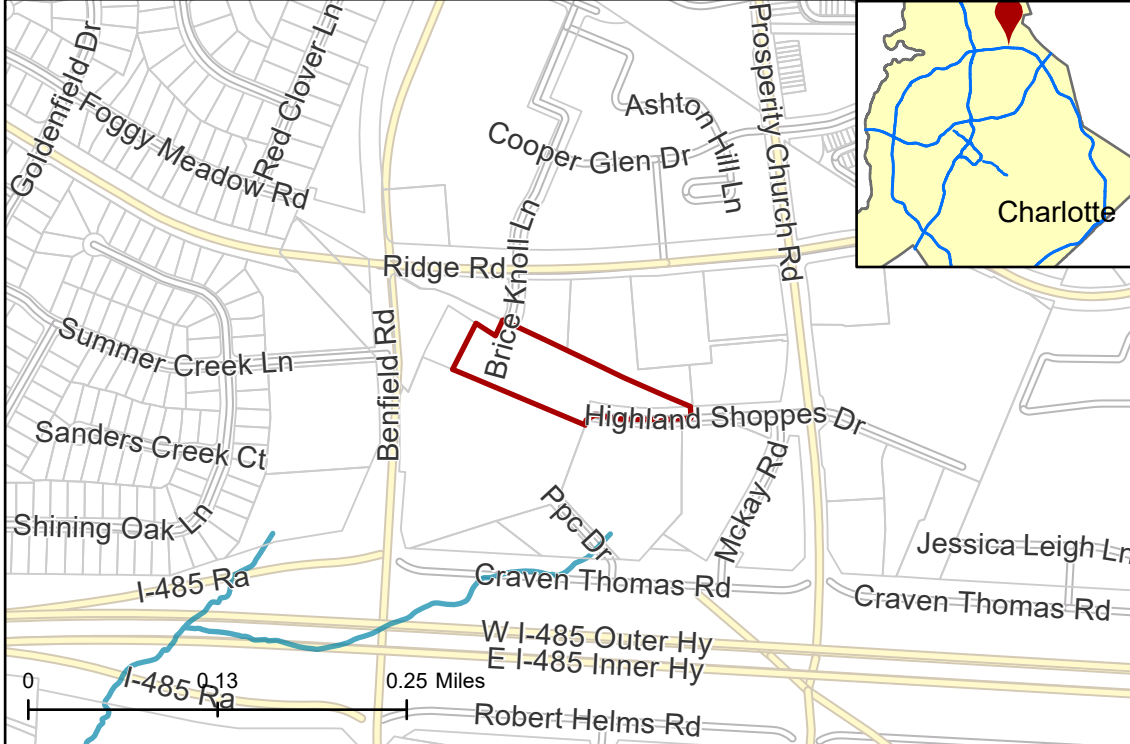 Goldenfield Dr
Foggy Meadow Rd
Red Clover Ln
Prosperity Church Rd
Ashton Hill Ln
Cooper Glen Dr
Charlotte
Ridge Rd
Brice Knoll Ln
Benfield Rd
Summer Creek Ln
Highland Shoppes Dr
Sanders Creek Ct
Mckay Rd
Ppc Dr
Shining Oak Ln
Jessica Leigh Ln
I-485 Ra
Craven Thomas Rd
Craven Thomas Rd
W I-485 Outer Hy
E I-485 Inner Hy
I-485 Ra
0 0.13 0.25 Miles
Robert Helms Rd